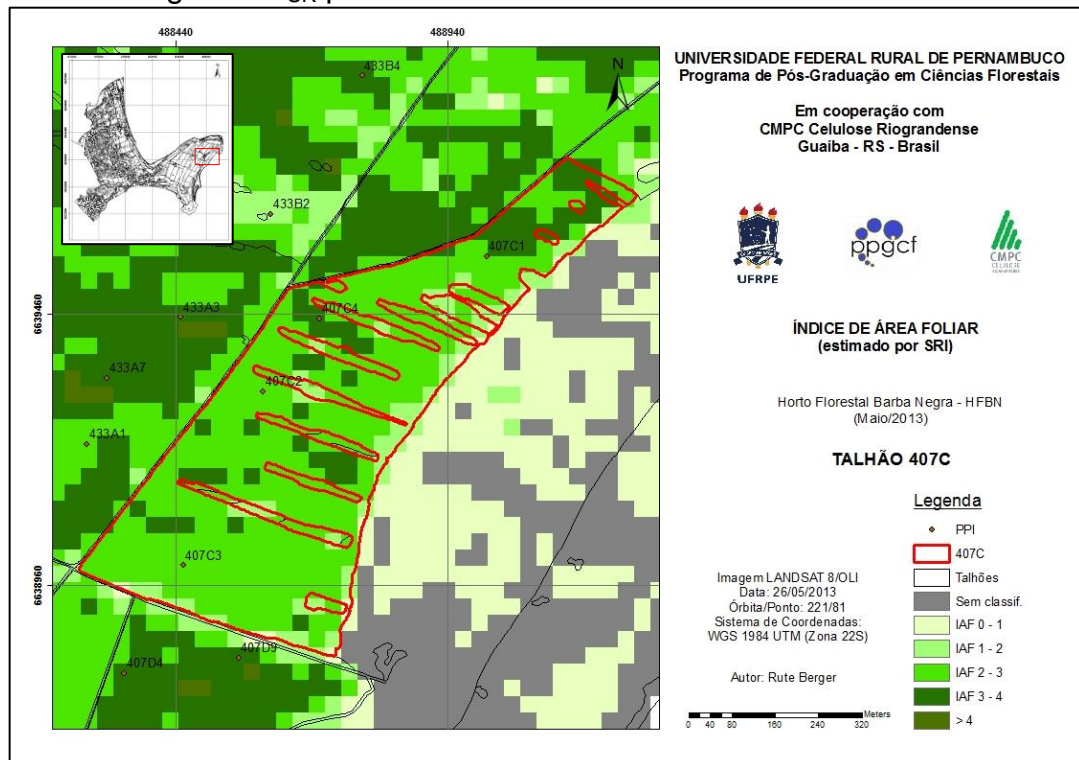 488440
488940
6639460
6638960
N
433B4
433B2
407C1
433A3
407C4
433A7
407C2
433A1
407C3
407D9
407D4
UNIVERSIDADE FEDERAL RURAL DE PERNAMBUCO
Programa de Pós-Graduação em Ciências Florestais
Em cooperação com
CMPC Celulose Riograndense
Guaiba - RS - Brasil
UFRPE
ppgcf
CMPC
CELULOSE
RIOGRANDENSE
ÍNDICE DE ÁREA FOLIAR
(estimado por SRI)
Horto Florestal Barba Negra - HFBN
(Maio/2013)
TALHÃO 407C
Legenda
PPI
407C
Talhões
Sem classif.
IAF 0 - 1
IAF 1 - 2
IAF 2 - 3
IAF 3 - 4
> 4
Imagem LANDSAT 8/OLI
Data: 26/05/2013
Órbita/Ponto: 221/81
Sistema de Coordenadas:
WGS 1984 UTM (Zona 22S)
Autor: Rute Berger
Meters
0 40 80 160 240 320